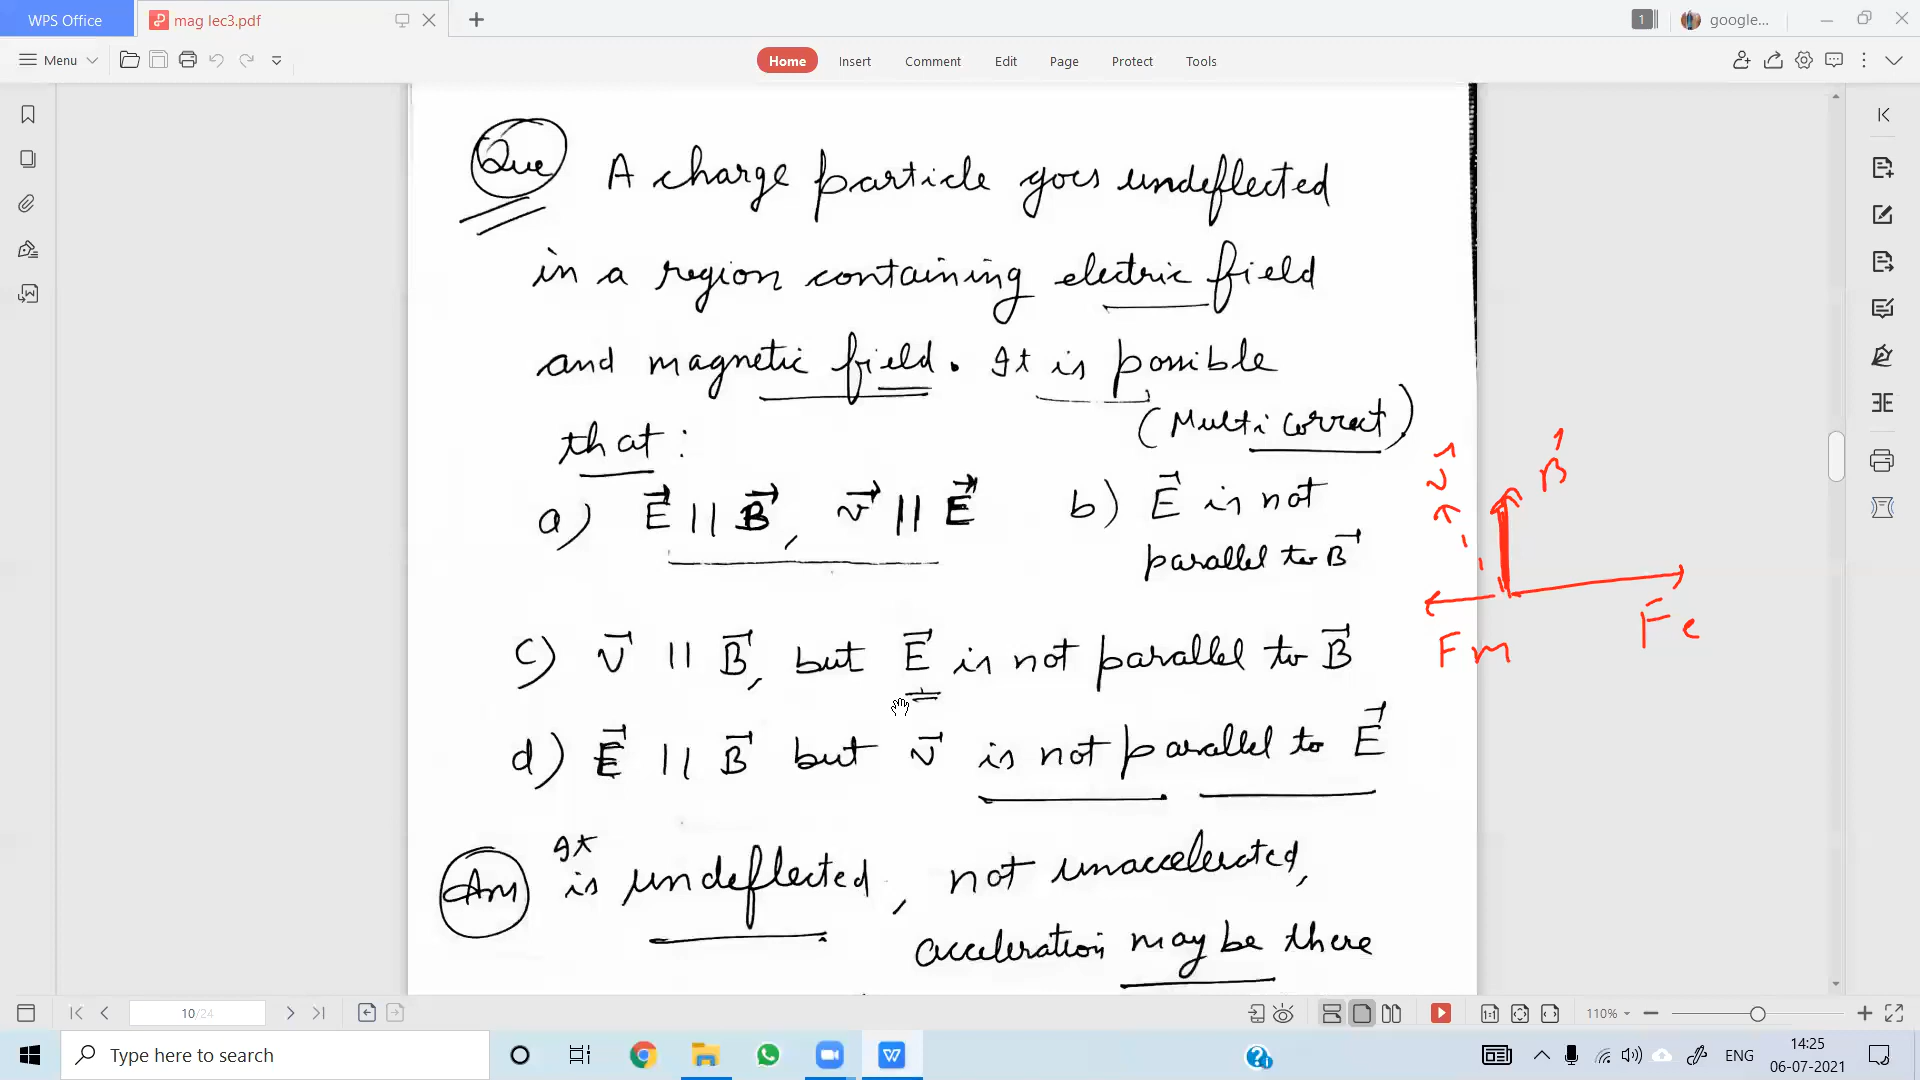 WPS Office
mag lec3.pdf
1
google...
Menu
Home
Insert
Comment
Edit
Page
Protect
Tools
Que A charge particle goes undeflected
in a region containing electric field
and magnetic field. It is possible
that: (Multi correct)
a) E⃗ || B⃗, v⃗ || E⃗ b) E⃗ is not
parallel to B⃗
c) v⃗ || B⃗, but E⃗ is not parallel to B⃗
d) E⃗ || B⃗ but v⃗ is not parallel to E⃗
Ans It is undeflected, not unaccelerated,
acceleration may be there
v
B
Fm
Fe
10/24
1:1
110%
Type here to search
ENG
14:25
06-07-2021